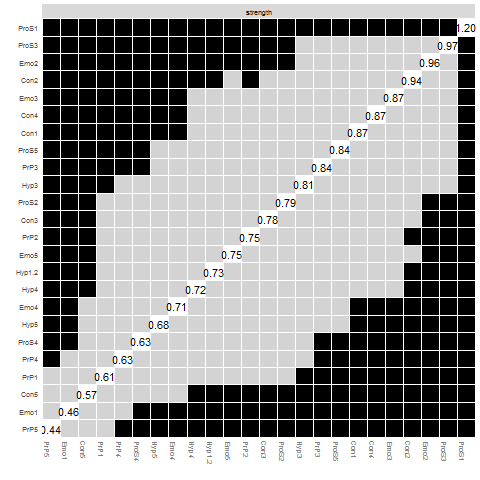 strength
ProS1 1.20
ProS3 0.97
Emo2 0.96
Con2 0.94
Emo3 0.87
Con4 0.87
Con1 0.87
ProS5 0.84
PrP3 0.84
Hyp3 0.81
ProS2 0.79
Con3 0.78
PrP2 0.75
Emo5 0.75
Hyp1.2 0.73
Hyp4 0.72
Emo4 0.71
Hyp5 0.68
ProS4 0.63
PrP4 0.63
PrP1 0.61
Con5 0.57
Emo1 0.46
PrP5 0.44
PrP5 Emo1 Con5 PrP1 PrP4 ProS4 Hyp5 Emo4 Hyp4 Hyp1.2 Emo5 PrP2 Con3 ProS2 Hyp3 PrP3 ProS5 Con1 Con4 Emo3 Con2 Emo2 ProS3 ProS1